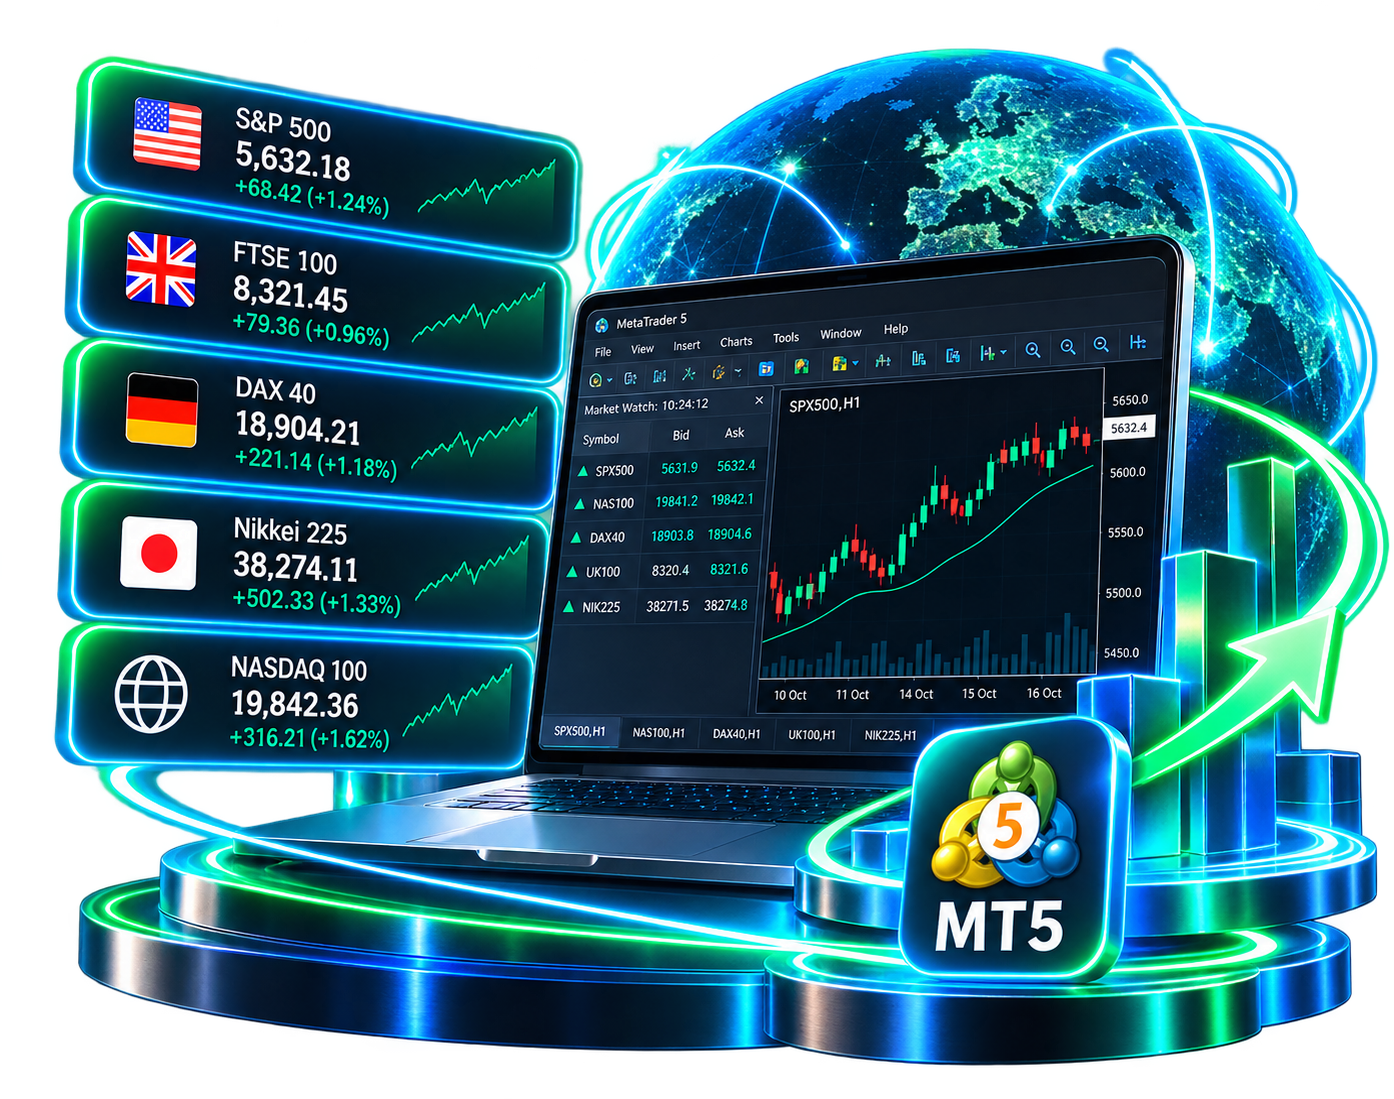 S&P 500
5,632.18
+68.42 (+1.24%)
FTSE 100
8,321.45
+79.36 (+0.96%)
DAX 40
18,904.21
+221.14 (+1.18%)
Nikkei 225
38,274.11
+502.33 (+1.33%)
NASDAQ 100
19,842.36
+316.21 (+1.62%)
MetaTrader 5
File View Insert Charts Tools Window Help
Market Watch: 10:24:12 ×
Symbol Bid Ask
SPX500 5631.9 5632.4
NAS100 19841.2 19842.1
DAX40 18903.8 18904.6
UK100 8320.4 8321.6
NIK225 38271.5 38274.8
SPX500,H1
5650.0
5632.4
5600.0
5550.0
5500.0
5450.0
10 Oct 11 Oct 14 Oct 15 Oct 16 Oct
SPX500,H1 NAS100,H1 DAX40,H1 UK100,H1 NIK225,H1
5
MT5